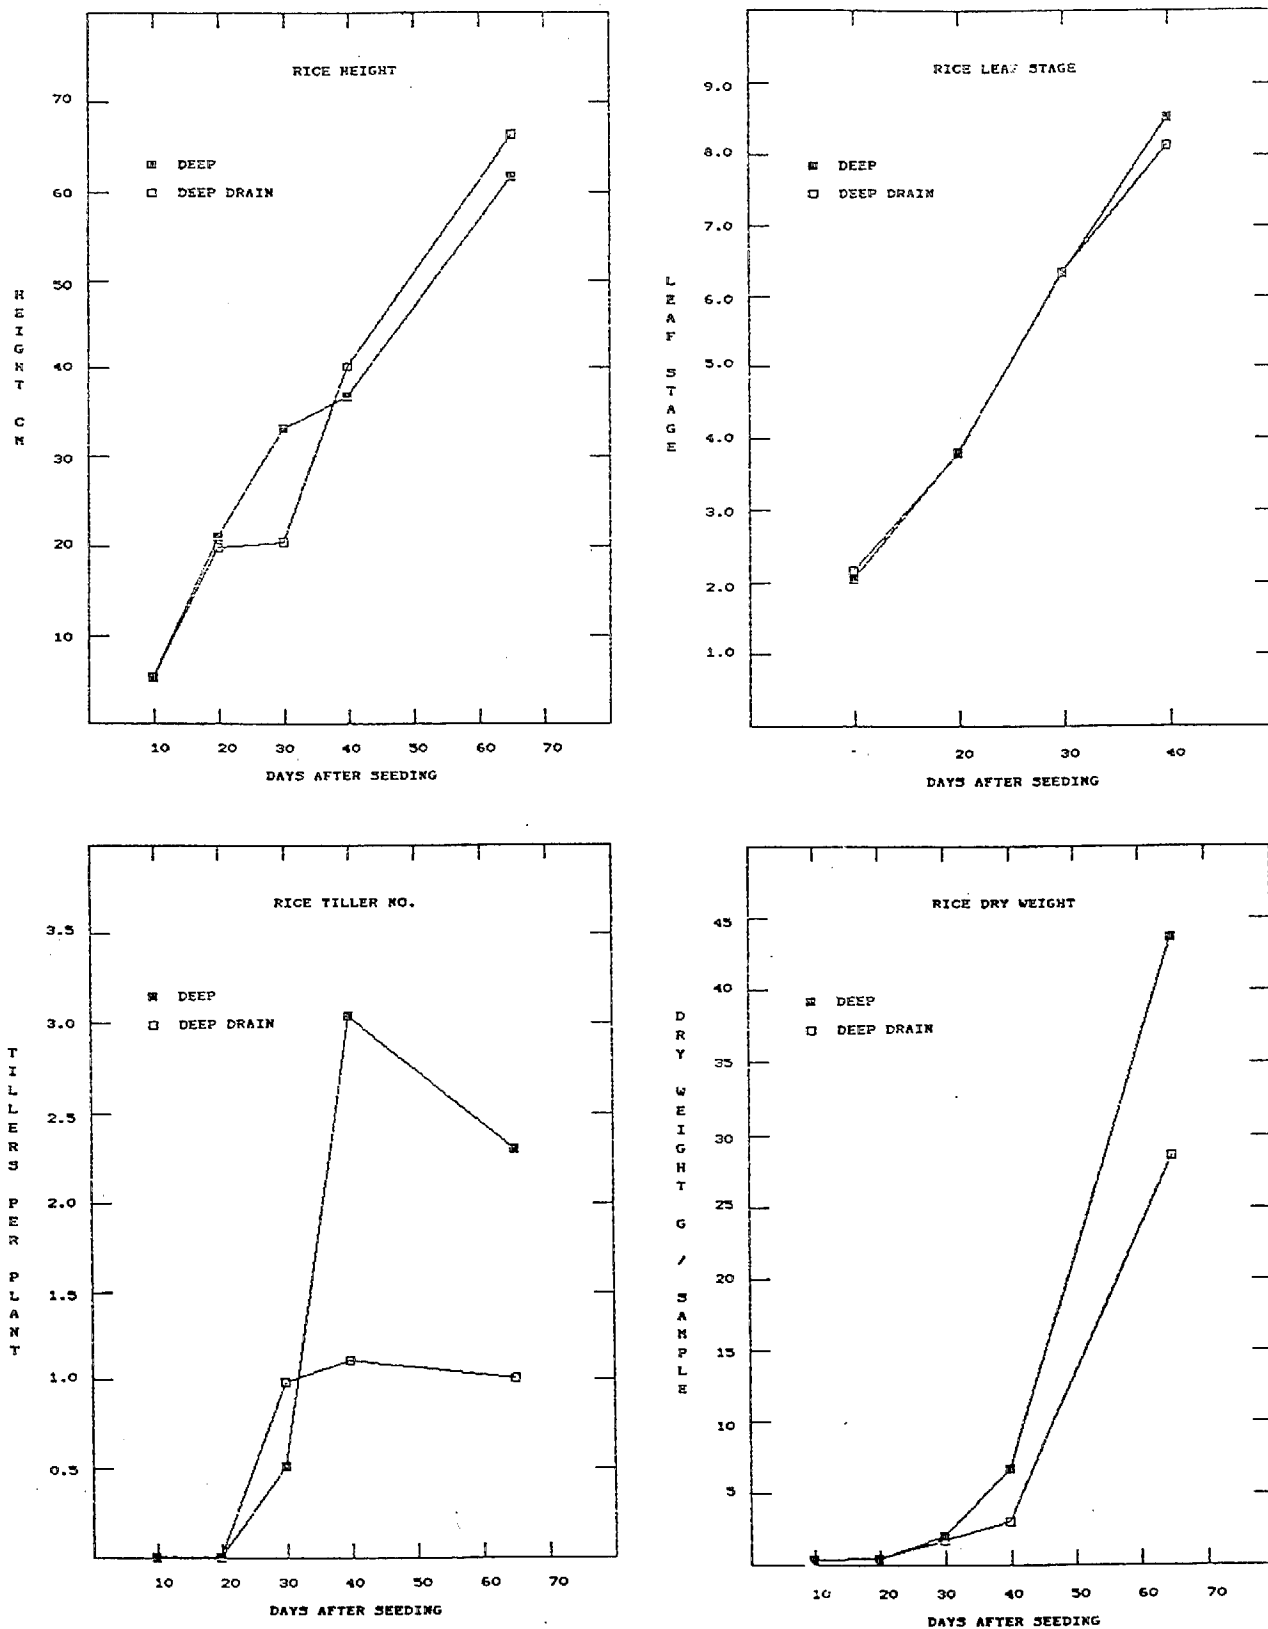 RICE HEIGHT
70
60
50
40
30
20
10
DEEP
DEEP DRAIN
HEIGHT CM
10 20 30 40 50 60 70
DAYS AFTER SEEDING
RICE LEAF STAGE
9.0
8.0
7.0
6.0
5.0
4.0
3.0
2.0
1.0
DEEP
DEEP DRAIN
LEAF STAGE
20 30 40
DAYS AFTER SEEDING
RICE TILLER NO.
3.5
3.0
2.5
2.0
1.5
1.0
0.5
DEEP
DEEP DRAIN
TILLERS PER PLANT
10 20 30 40 50 60 70
DAYS AFTER SEEDING
RICE DRY WEIGHT
45
40
35
30
25
20
15
10
5
DEEP
DEEP DRAIN
DRY WEIGHT G / SAMPLE
10 20 30 40 50 60 70
DAYS AFTER SEEDING